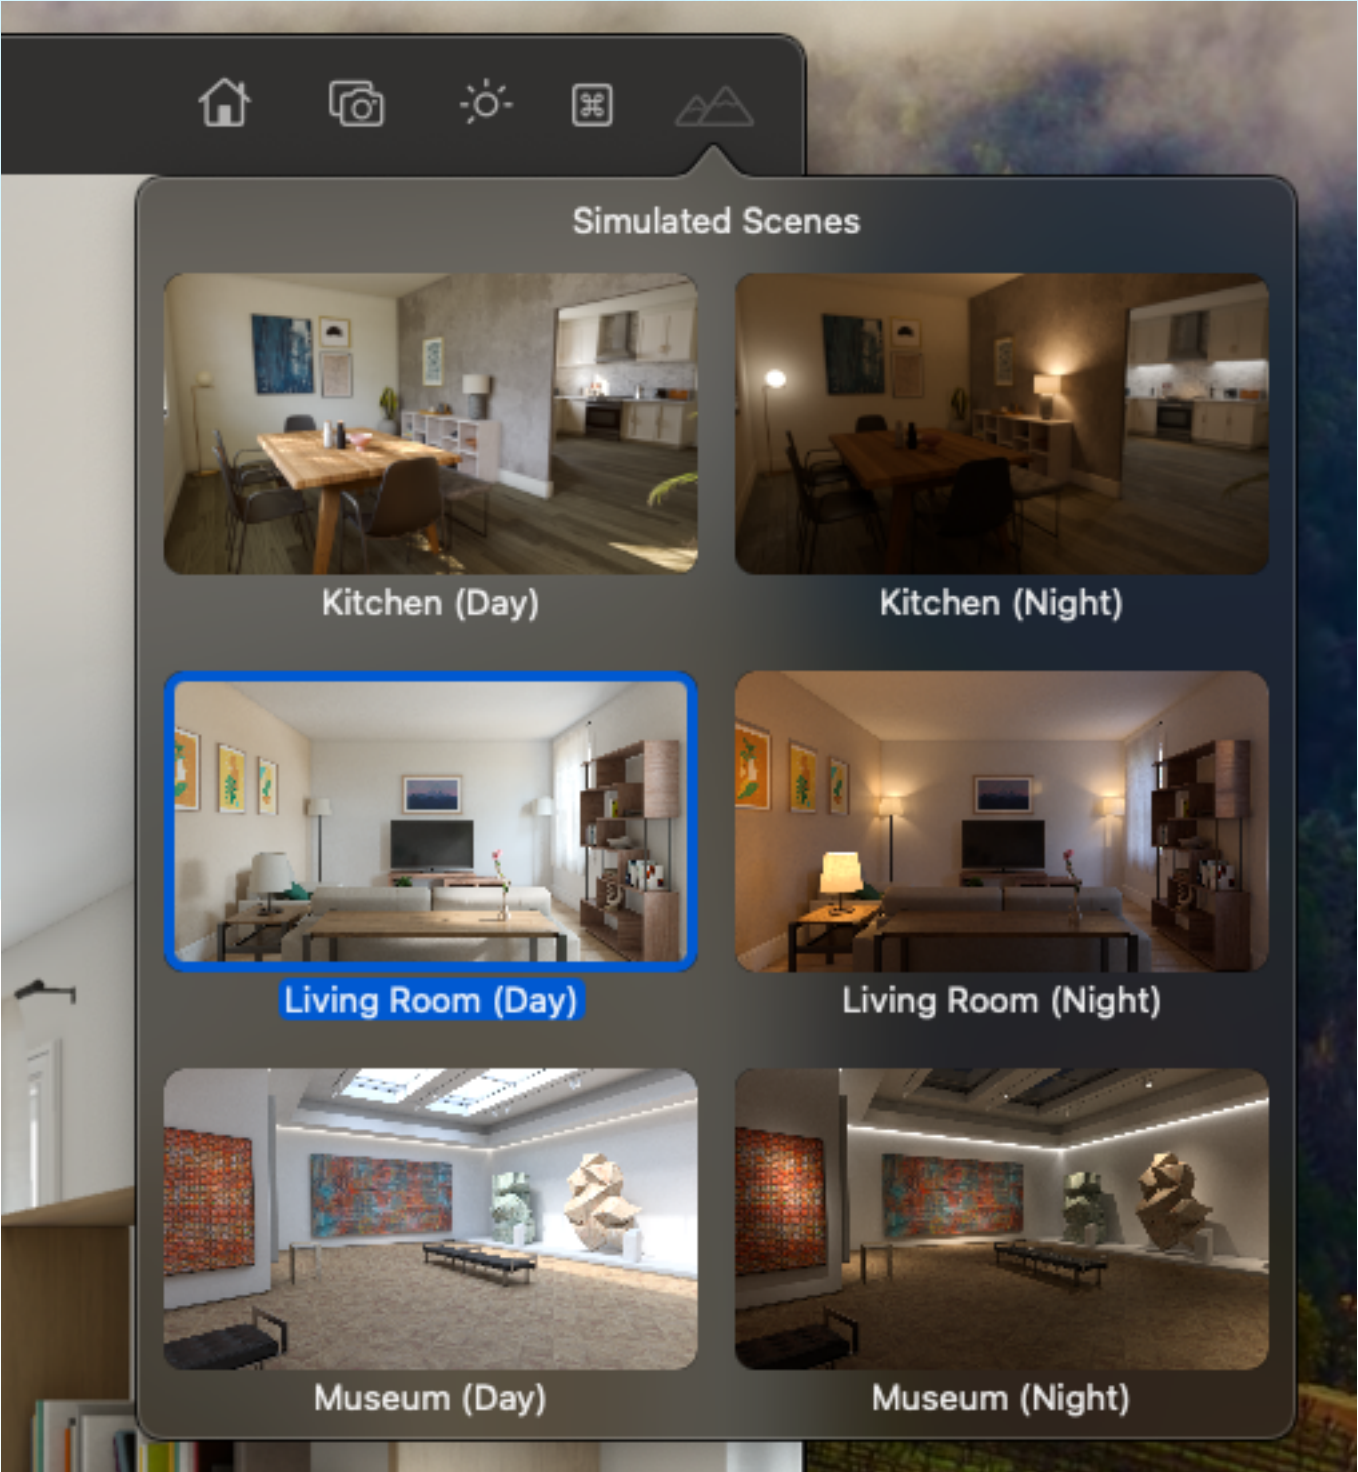 Simulated Scenes
Kitchen (Day)
Kitchen (Night)
Living Room (Day)
Living Room (Night)
Museum (Day)
Museum (Night)